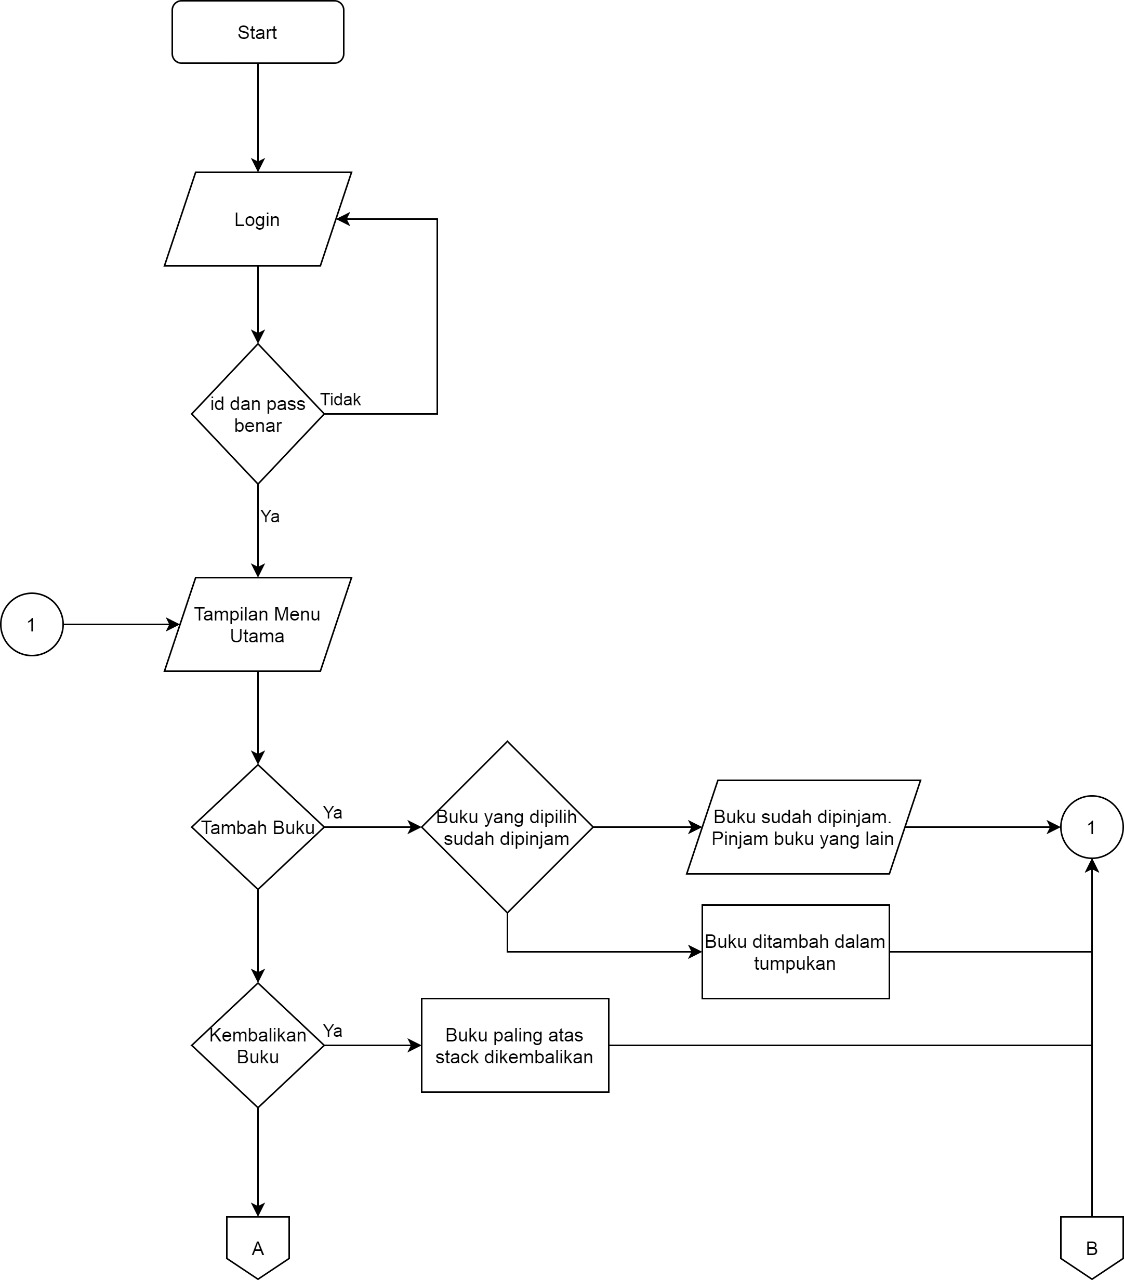 Start
Login
id dan pass
benar
Tidak
Ya
1
Tampilan Menu
Utama
Tambah Buku
Ya
Buku yang dipilih
sudah dipinjam
Buku sudah dipinjam.
Pinjam buku yang lain
1
Buku ditambah dalam
tumpukan
Kembalikan
Buku
Ya
Buku paling atas
stack dikembalikan
A
B